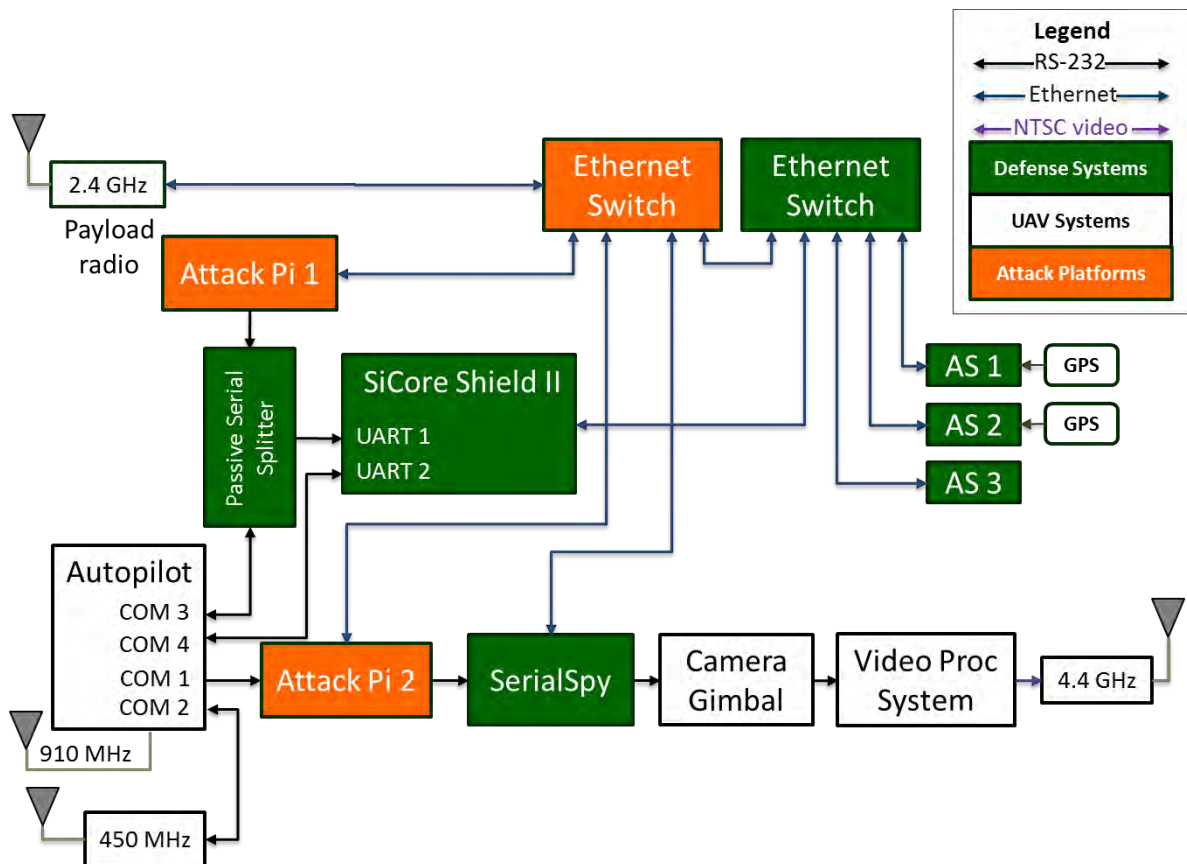 Legend
RS-232
Ethernet
NTSC video
Defense Systems
UAV Systems
Attack Platforms
2.4 GHz
Payload
radio
Ethernet
Switch
Ethernet
Switch
Attack Pi 1
Passive Serial
Splitter
SiCore Shield II
UART 1
UART 2
AS 1
GPS
AS 2
GPS
AS 3
Autopilot
COM 3
COM 4
COM 1
COM 2
Attack Pi 2
SerialSpy
Camera
Gimbal
Video Proc
System
4.4 GHz
910 MHz
450 MHz